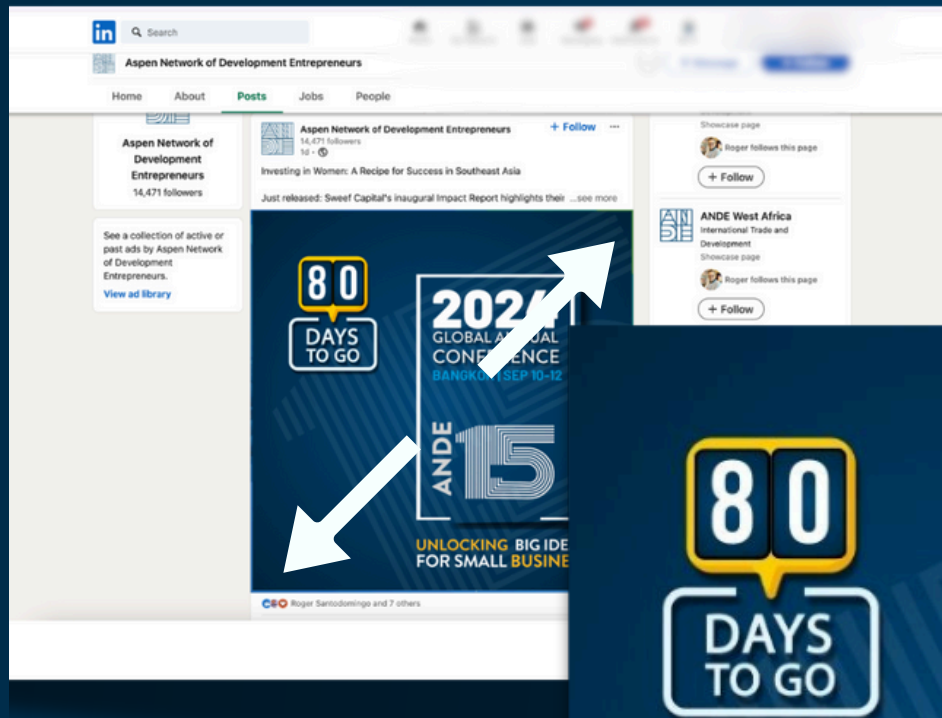 in
Search
Aspen Network of Development Entrepreneurs
Home About Posts Jobs People
Aspen Network of
Development
Entrepreneurs
14,471 followers
See a collection of active or
past ads by Aspen Network
of Development
Entrepreneurs.
View ad library
Aspen Network of Development Entrepreneurs
+ Follow
14,471 followers
1d •
Investing in Women: A Recipe for Success in Southeast Asia
Just released: Sweef Capital's inaugural Impact Report highlights their ...see more
80
DAYS
TO GO
2024
GLOBAL ANNUAL
CONFERENCE
BANGKOK | SEP 10-12
ANDE 15
UNLOCKING BIG IDE
FOR SMALL BUSINE
Roger Santodomingo and 7 others
Showcase page
Roger follows this page
+ Follow
ANDE
ANDE West Africa
International Trade and
Development
Showcase page
Roger follows this page
+ Follow
80
DAYS
TO GO